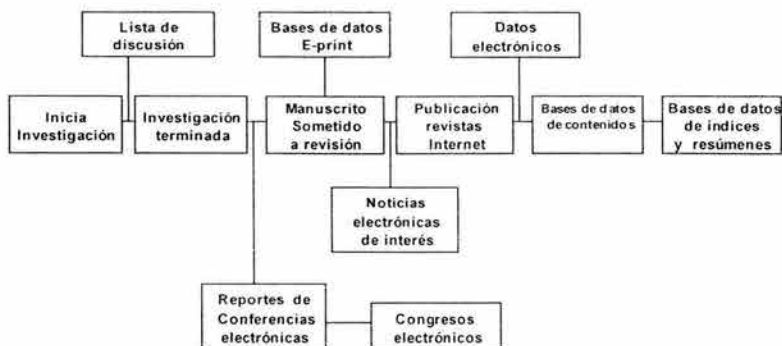 Lista de
discusión
Bases de datos
E-print
Datos
electrónicos
Inicia
Investigación
Investigación
terminada
Manuscrito
Sometido
a revisión
Publicación
revistas
Internet
Bases de datos
de contenidos
Bases de datos
de índices
y resúmenes
Noticias
electrónicas
de interés
Reportes de
Conferencias
electrónicas
Congresos
electrónicos